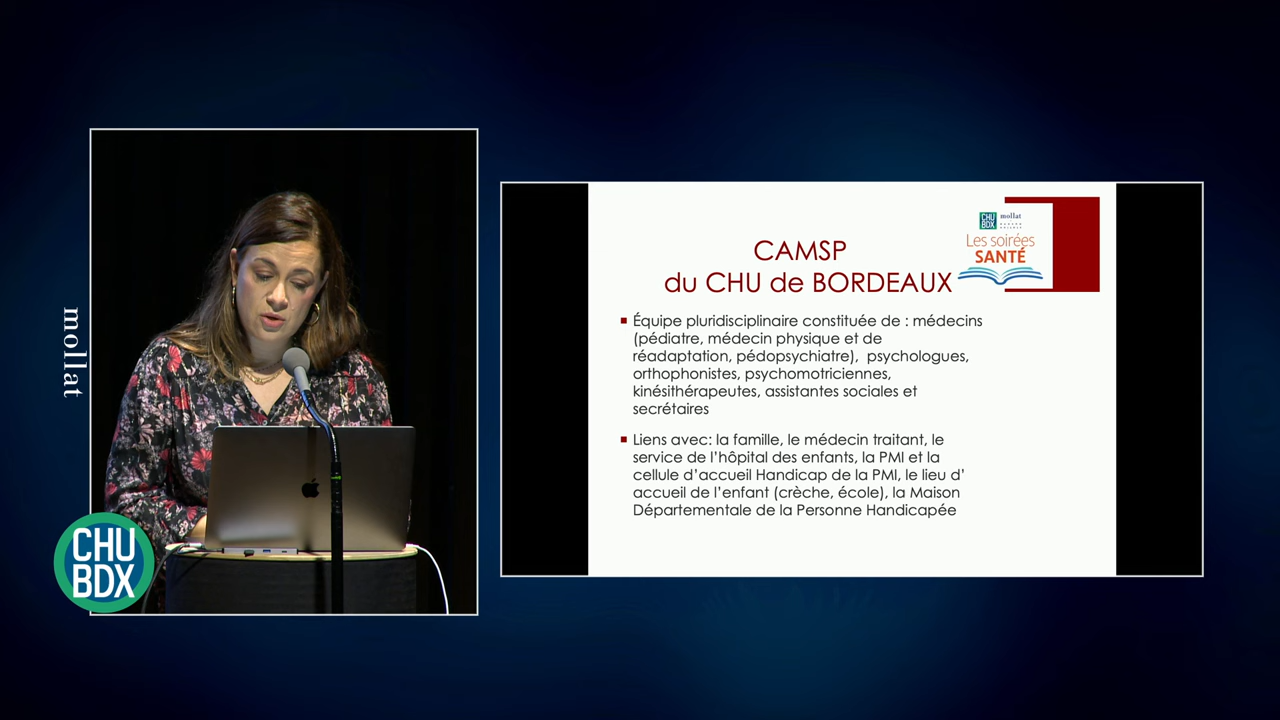 mollat
CHU
BDX
CHU
BDX
mollat
Les soirées
SANTÉ
CAMSP
du CHU de BORDEAUX
Équipe pluridisciplinaire constituée de : médecins
(pédiatre, médecin physique et de
réadaptation, pédopsychiatre), psychologues,
orthophonistes, psychomotriciennes,
kinésithérapeutes, assistantes sociales et
secrétaires
Liens avec: la famille, le médecin traitant, le
service de l'hôpital des enfants, la PMI et la
cellule d'accueil Handicap de la PMI, le lieu d'
accueil de l'enfant (crèche, école), la Maison
Départementale de la Personne Handicapée